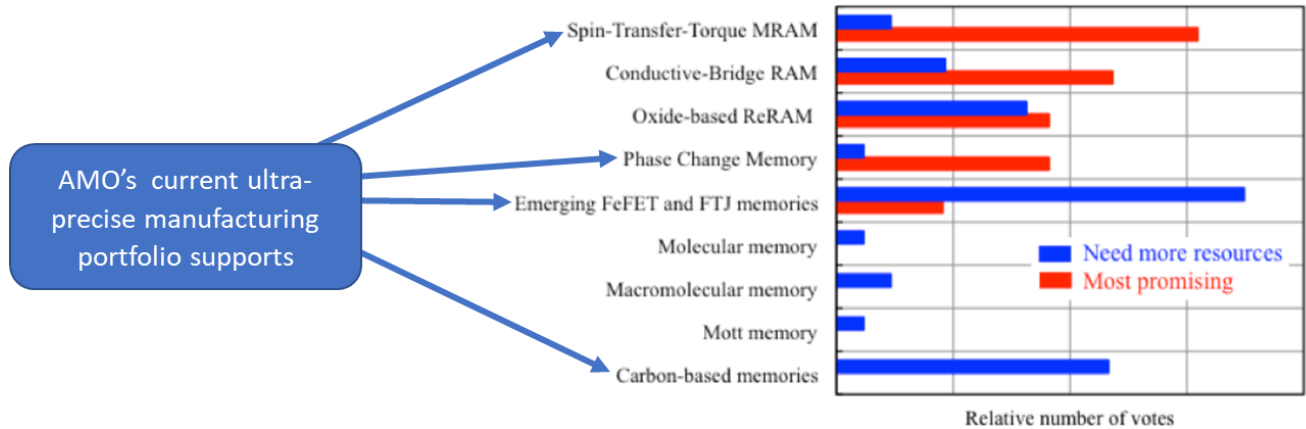 AMO’s  current ultra-
precise manufacturing
portfolio supports
Spin-Transfer-Torque MRAM
Conductive-Bridge RAM
Oxide-based ReRAM
Phase Change Memory
Emerging FeFET and FTJ memories
Molecular memory
Macromolecular memory
Mott memory
Carbon-based memories
Need more resources
Most promising
Relative number of votes